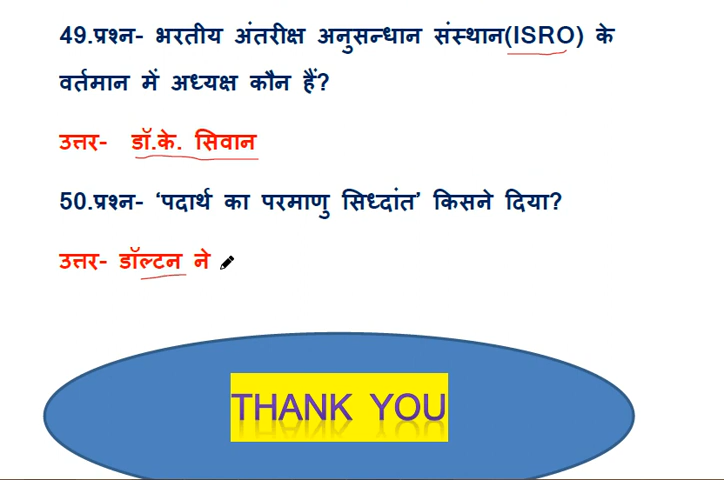 49.प्रश्न- भरतीय अंतरीक्ष अनुसन्धान संस्थान(ISRO) के
वर्तमान में अध्यक्ष कौन हैं?
उत्तर- डॉ.के. सिवान
50.प्रश्न- ‘पदार्थ का परमाणु सिध्दांत’ किसने दिया?
उत्तर- डॉल्टन ने
THANK YOU